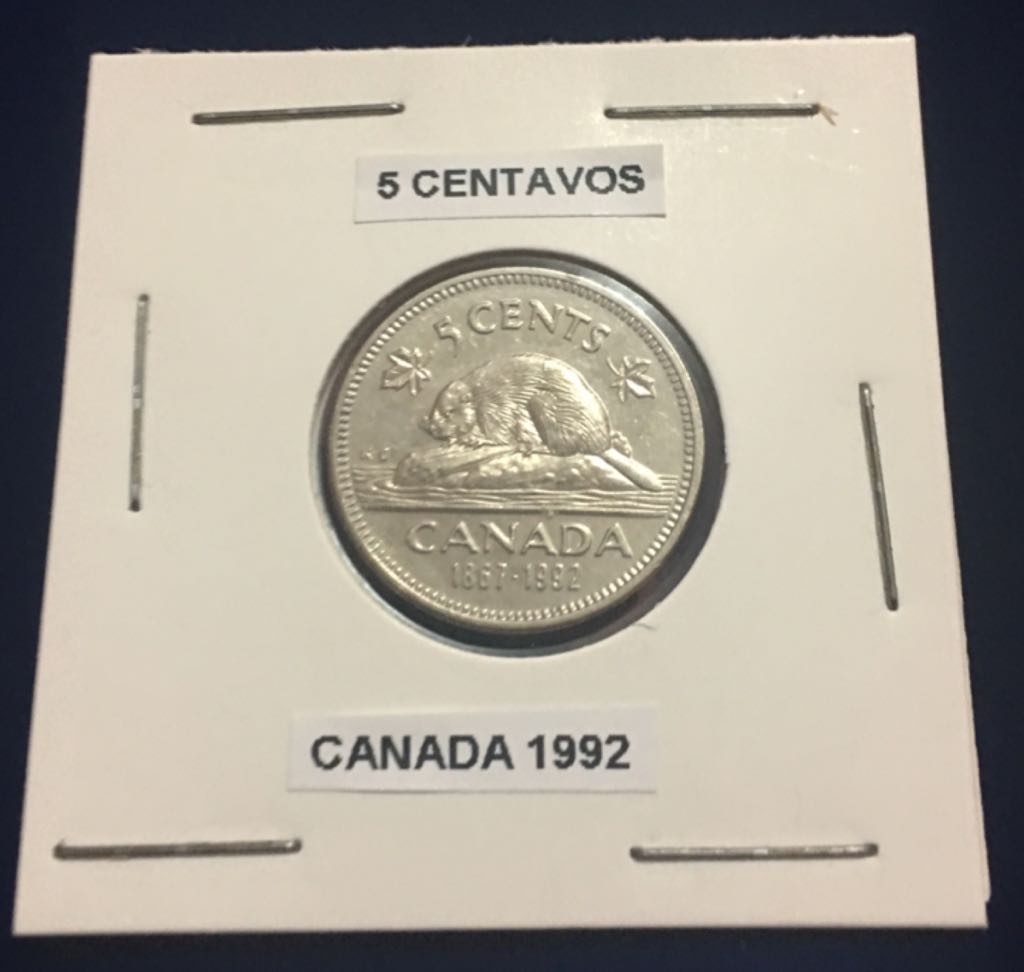 5 CENTAVOS
5 CENTS
K G
CANADA
1867-1992
CANADA 1992